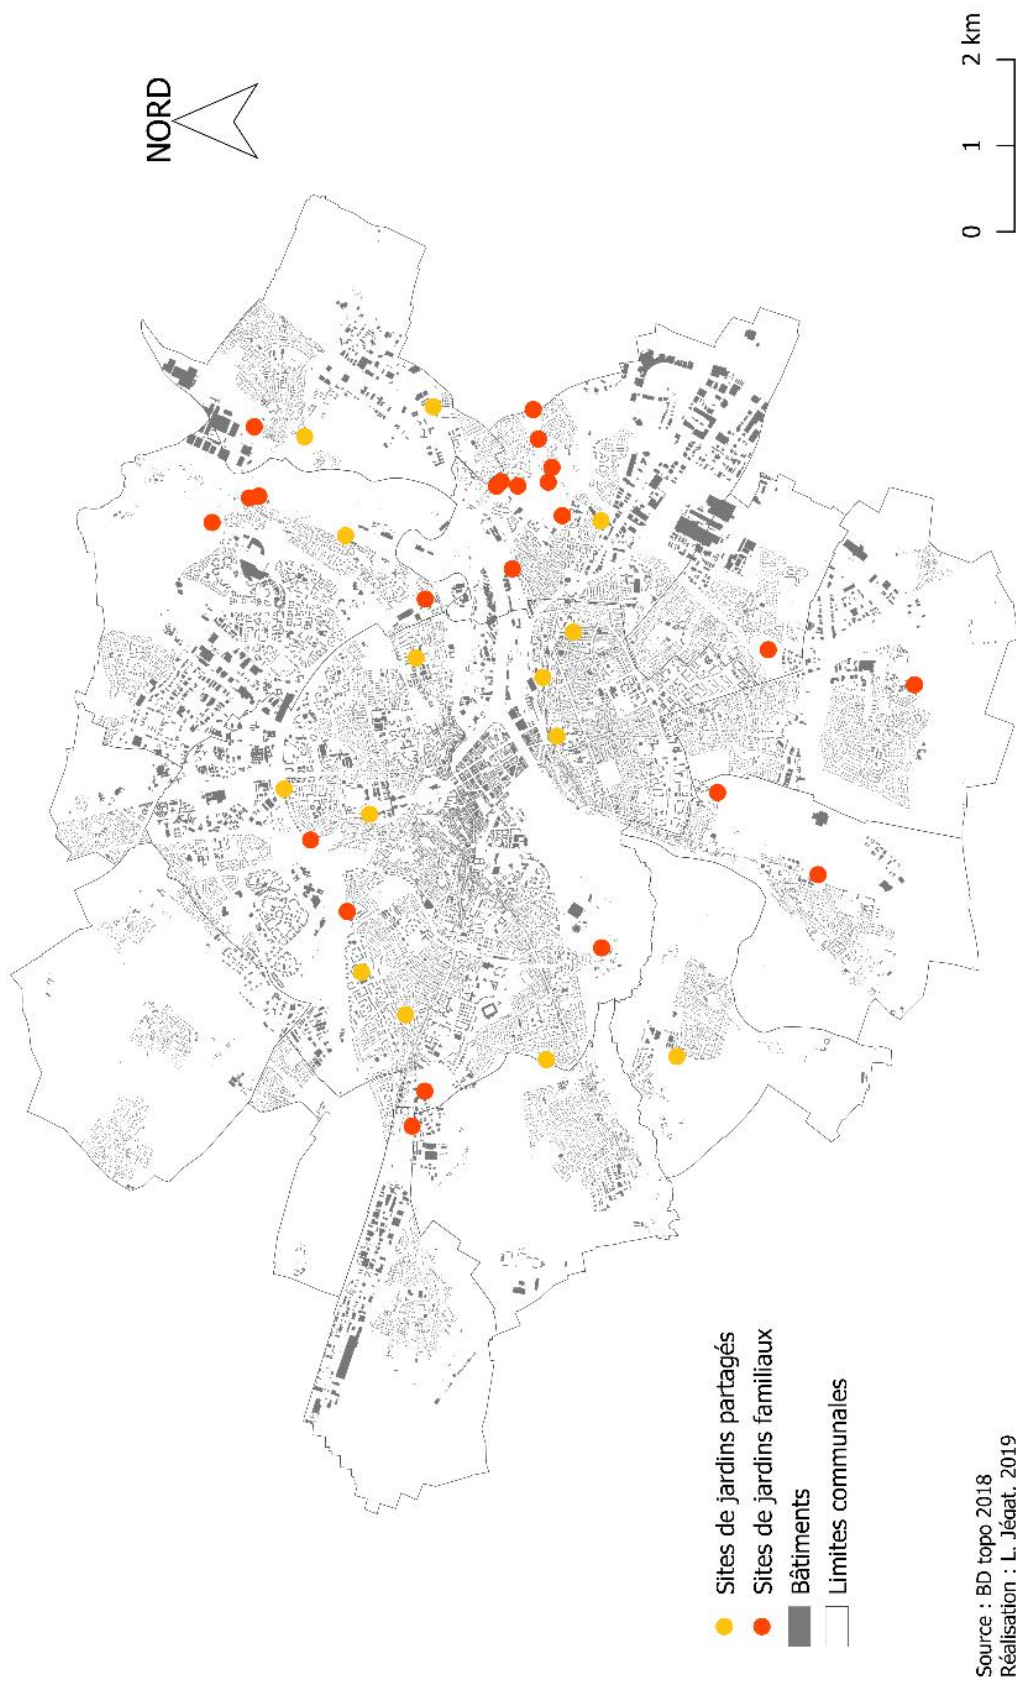 NORD
0 1 2 km
Sites de jardins partagés
Sites de jardins familiaux
Bâtiments
Limites communales
Source : BD topo 2018
Réalisation : L. Jégat, 2019